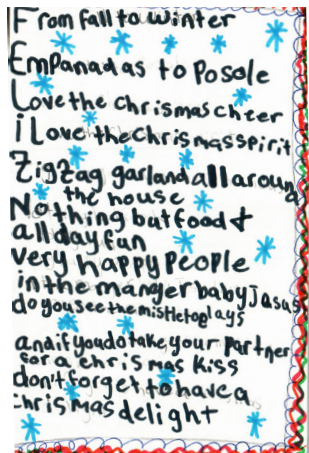 From fall to winter
Empanadas to Posole
Love the chrismas cheer
i Love the chrismas spirit
Zigzag garland all around
the house
Nothing but food &
all day fun
very happy people
in the manger baby jasus
do you see the mistletoe plays
and if you do take your partner
for a chrismas kiss
don't forget to have a
chrismas delight